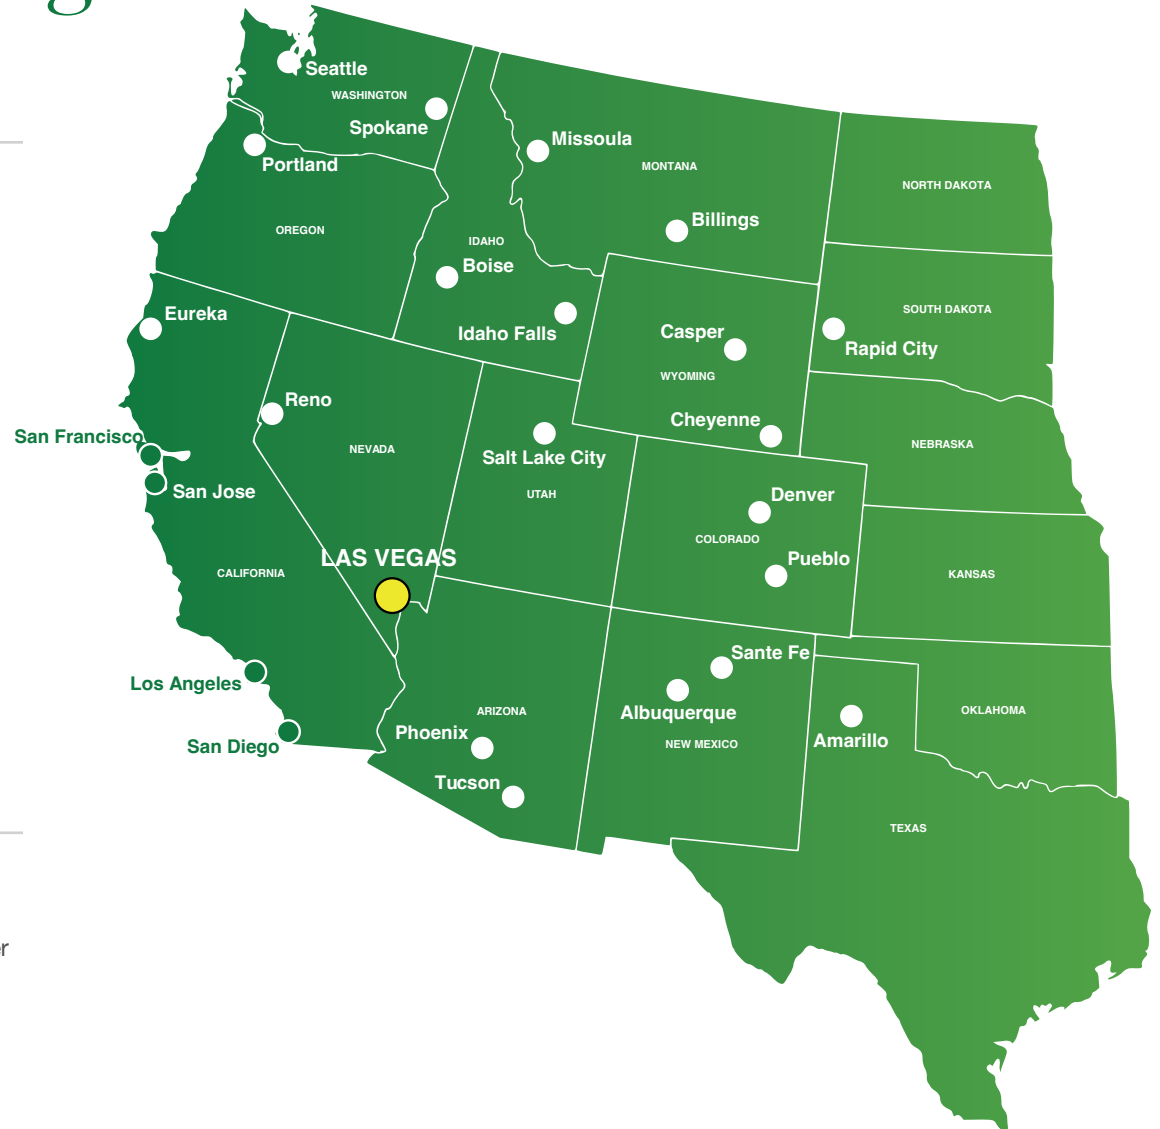 g
Seattle
WASHINGTON
Spokane
Missoula
Portland
MONTANA
NORTH DAKOTA
Billings
OREGON
IDAHO
Boise
Eureka
SOUTH DAKOTA
Idaho Falls
Casper
Rapid City
WYOMING
Reno
Cheyenne
San Francisco
NEVADA
NEBRASKA
Salt Lake City
San Jose
UTAH
Denver
COLORADO
LAS VEGAS
Pueblo
CALIFORNIA
KANSAS
Sante Fe
Los Angeles
ARIZONA
Albuquerque
OKLAHOMA
Phoenix
NEW MEXICO
Amarillo
San Diego
Tucson
TEXAS